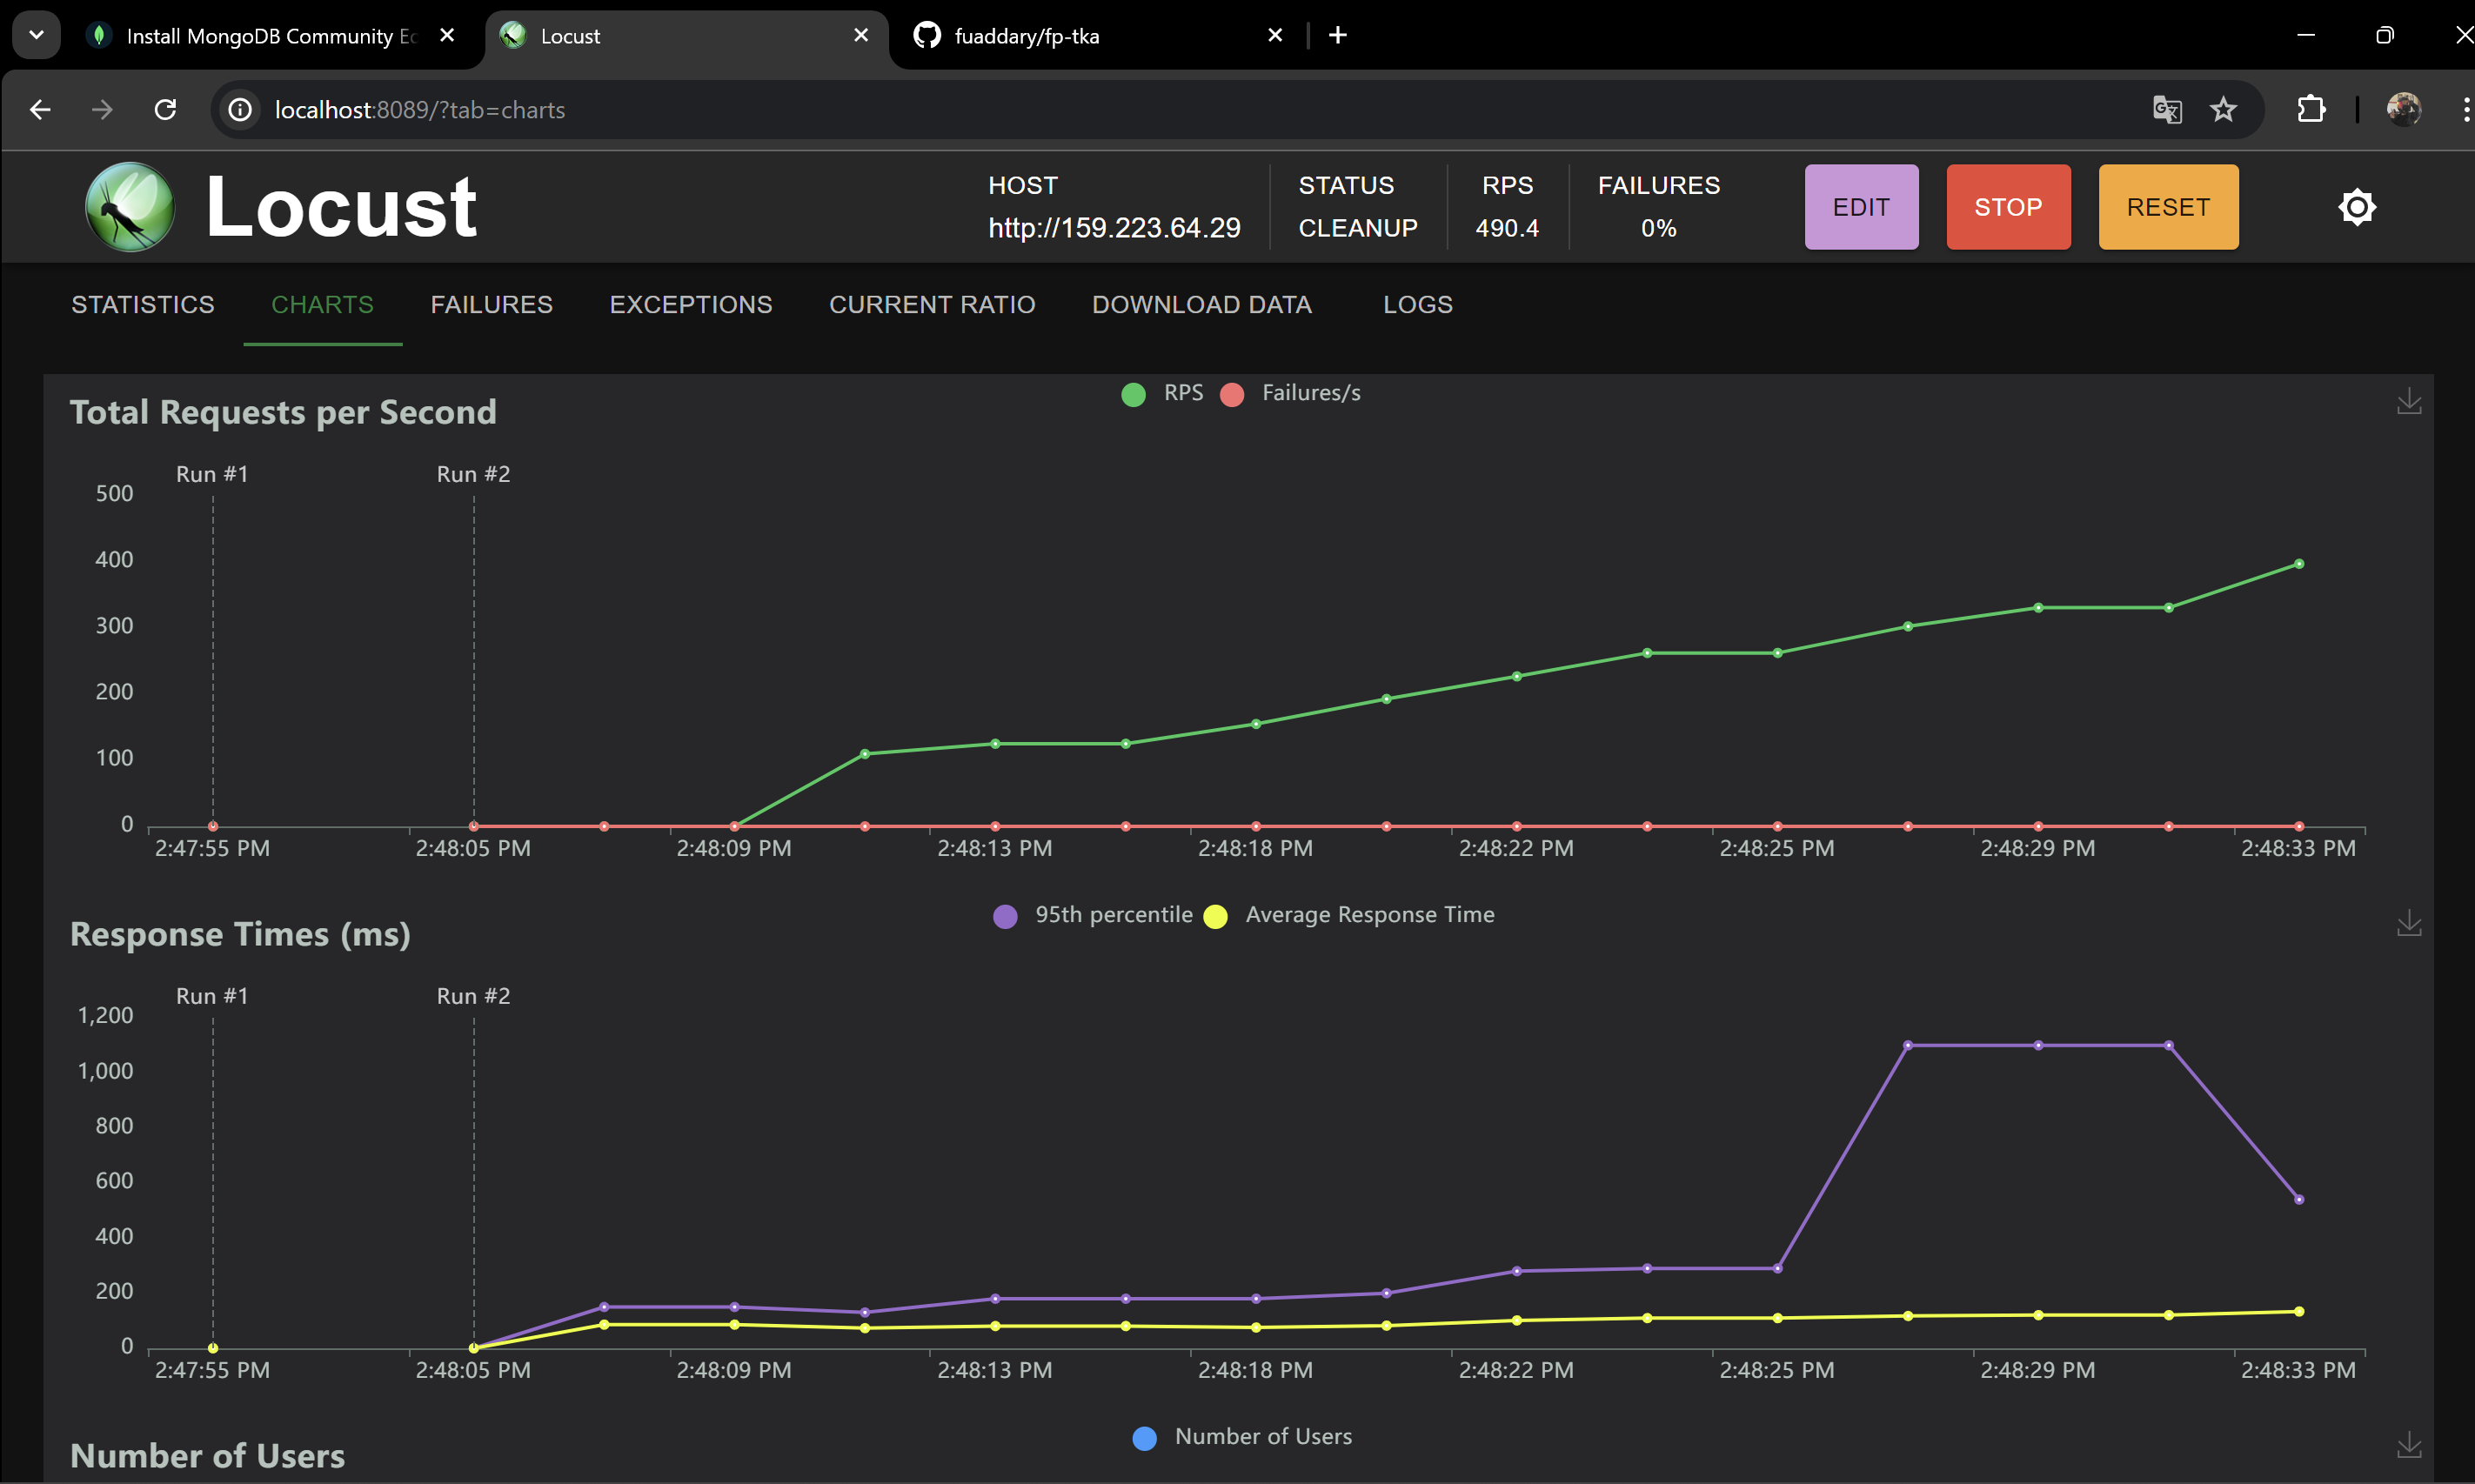 Install MongoDB Community Ec
Locust
fuaddary/fp-tka
localhost:8089/?tab=charts
Locust
HOST
http://159.223.64.29
STATUS
CLEANUP
RPS
490.4
FAILURES
0%
EDIT
STOP
RESET
STATISTICS CHARTS FAILURES EXCEPTIONS CURRENT RATIO DOWNLOAD DATA LOGS
Total Requests per Second
RPS Failures/s
Run #1 Run #2
500
400
300
200
100
0
2:47:55 PM 2:48:05 PM 2:48:09 PM 2:48:13 PM 2:48:18 PM 2:48:22 PM 2:48:25 PM 2:48:29 PM 2:48:33 PM
Response Times (ms)
95th percentile Average Response Time
Run #1 Run #2
1,200
1,000
800
600
400
200
0
2:47:55 PM 2:48:05 PM 2:48:09 PM 2:48:13 PM 2:48:18 PM 2:48:22 PM 2:48:25 PM 2:48:29 PM 2:48:33 PM
Number of Users
Number of Users